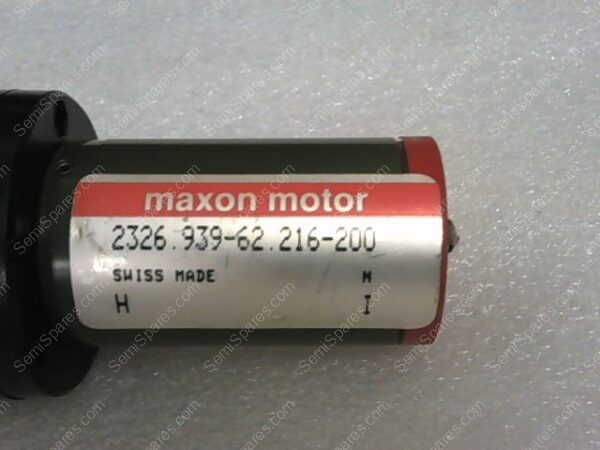 maxon motor
2326.939-62.216-200
SWISS MADE M
H I
SemiSpares.com